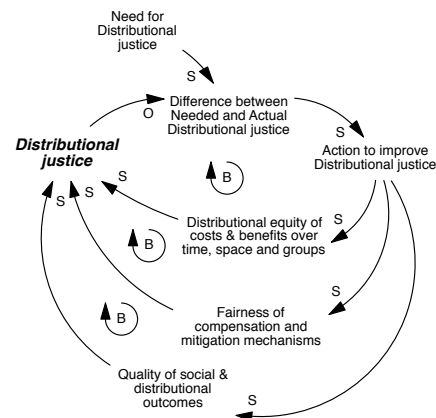 Need for
Distributional
justice
S
Difference between
Needed and Actual
Distributional justice
O
S
Distributional
justice
Action to improve
Distributional justice
B
S
S
S
Distributional equity of
costs & benefits over
time, space and groups
S
B
S
Fairness of
compensation and
mitigation mechanisms
B
Quality of social &
distributional
outcomes
S